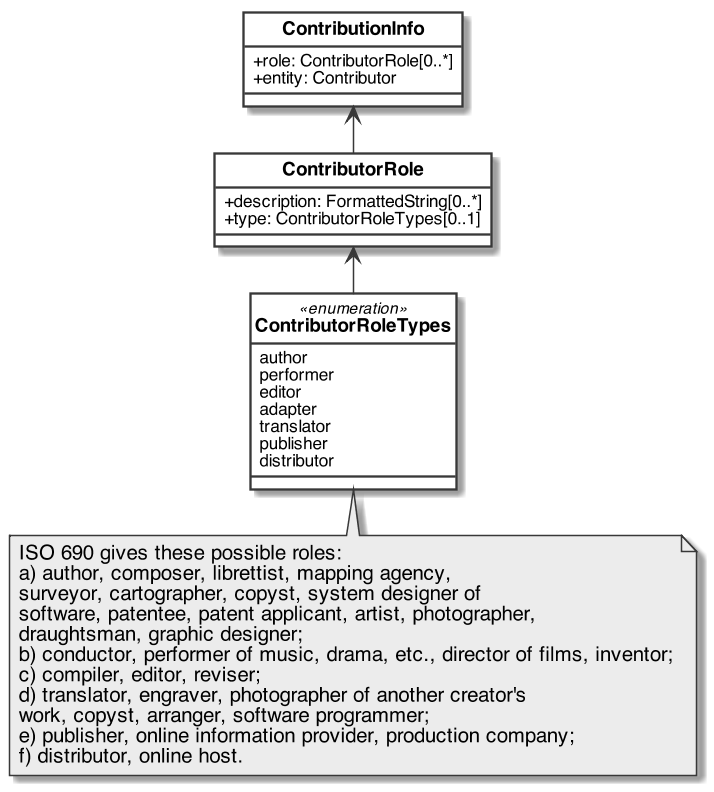 ContributionInfo
+role: ContributorRole[0..*]
+entity: Contributor
ContributorRole
+description: FormattedString[0..*]
+type: ContributorRoleTypes[0..1]
«enumeration»
ContributorRoleTypes
author
performer
editor
adapter
translator
publisher
distributor
ISO 690 gives these possible roles:
a) author, composer, librettist, mapping agency,
surveyor, cartographer, copyst, system designer of
software, patentee, patent applicant, artist, photographer,
draughtsman, graphic designer;
b) conductor, performer of music, drama, etc., director of films, inventor;
c) compiler, editor, reviser;
d) translator, engraver, photographer of another creator's
work, copyst, arranger, software programmer;
e) publisher, online information provider, production company;
f) distributor, online host.